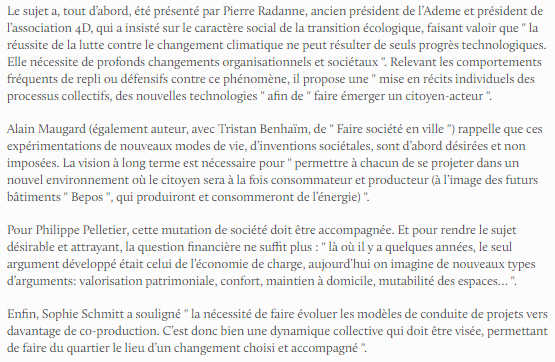 Le sujet a, tout d'abord, été présenté par Pierre Radanne, ancien président de l'Ademe et président de
l'association 4D, qui a insisté sur le caractère social de la transition écologique, faisant valoir que " la
réussite de la lutte contre le changement climatique ne peut résulter de seuls progrès technologiques.
Elle nécessite de profonds changements organisationnels et sociétaux ". Relevant les comportements
fréquents de repli ou défensifs contre ce phénomène, il propose une " mise en récits individuels des
processus collectifs, des nouvelles technologies " afin de " faire émerger un citoyen-acteur ".
Alain Maugard (également auteur, avec Tristan Benhaïm, de " Faire société en ville ") rappelle que ces
expérimentations de nouveaux modes de vie, d'inventions sociétales, sont d'abord désirées et non
imposées. La vision à long terme est nécessaire pour " permettre à chacun de se projeter dans un
nouvel environnement où le citoyen sera à la fois consommateur et producteur (à l'image des futurs
bâtiments " Bepos ", qui produiront et consommeront de l'énergie) ".
Pour Philippe Pelletier, cette mutation de société doit être accompagnée. Et pour rendre le sujet
désirable et attrayant, la question financière ne suffit plus : " là où il y a quelques années, le seul
argument développé était celui de l'économie de charge, aujourd'hui on imagine de nouveaux types
d'arguments: valorisation patrimoniale, confort, maintien à domicile, mutabilité des espaces... ".
Enfin, Sophie Schmitt a souligné " la nécessité de faire évoluer les modèles de conduite de projets vers
davantage de co-production. C'est donc bien une dynamique collective qui doit être visée, permettant
de faire du quartier le lieu d'un changement choisi et accompagné ".